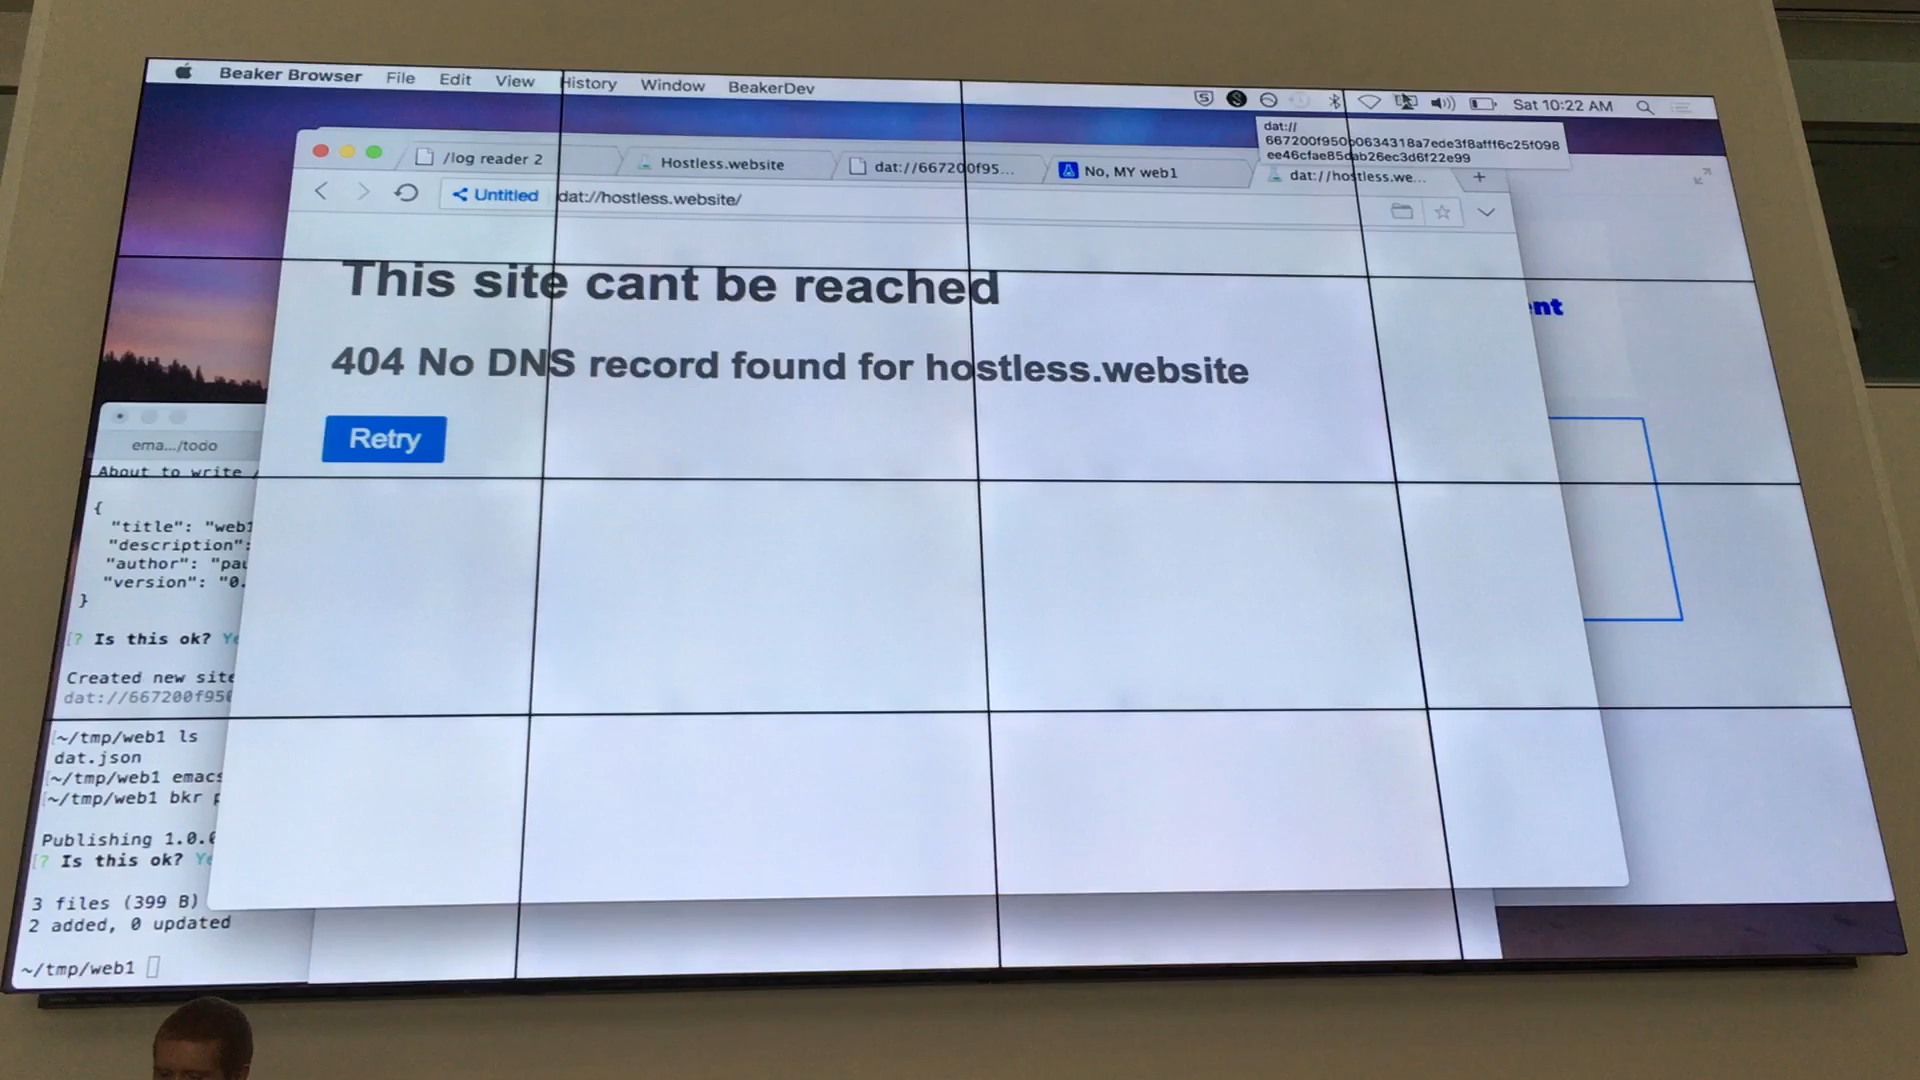 Beaker Browser File Edit View History Window BeakerDev
Sat 10:22 AM
dat://
667200f950b0634318a7ede3f8afff6c25f098
ee46cfae85dab26ec3d6f22e99
/log reader 2
Hostless.website
dat://667200f95...
No, MY web1
dat://hostless.we...
Untitled
dat://hostless.website/
This site cant be reached
404 No DNS record found for hostless.website
Retry
nt
ema.../todo
About to write
{
"title": "web1
"description":
"author": "pau
"version": "0.
}
? Is this ok? Ye
Created new site
dat://667200f950
~/tmp/web1 ls
dat.json
~/tmp/web1 emacs
~/tmp/web1 bkr p
Publishing 1.0.0
? Is this ok? Ye
3 files (399 B)
2 added, 0 updated
~/tmp/web1